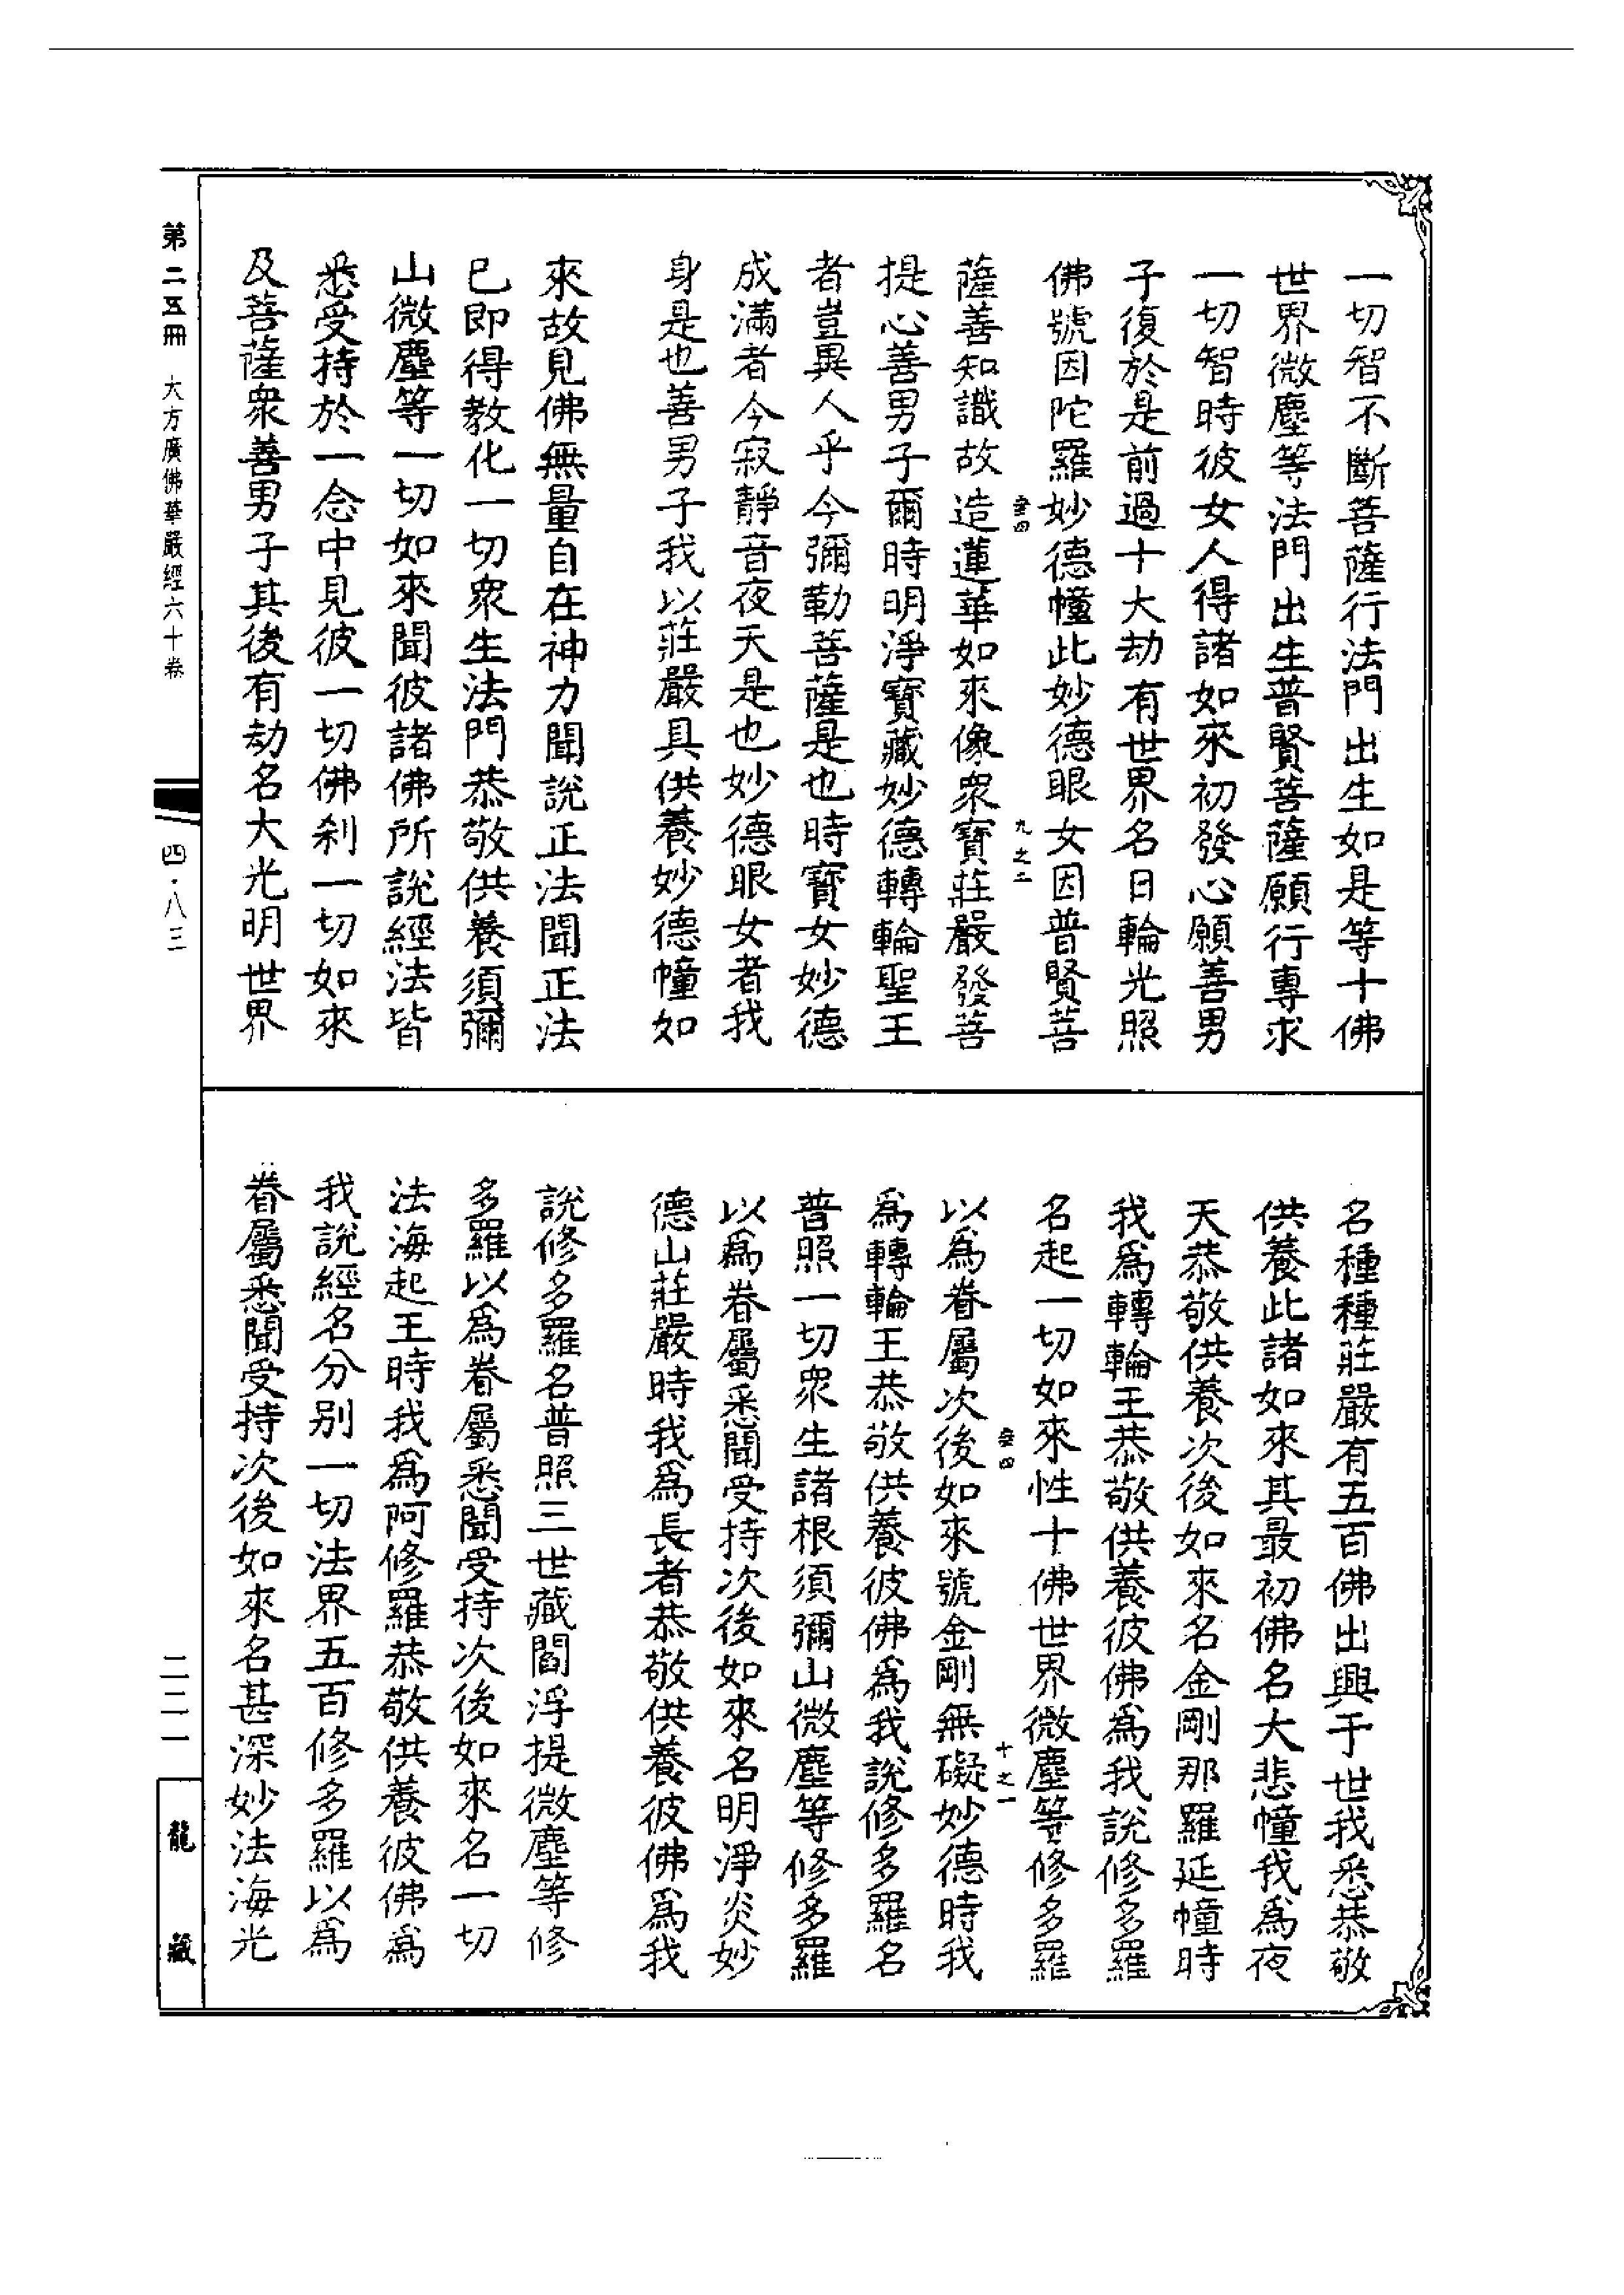 一切智不斷菩薩行法門出生如是等十佛
世界微塵等法門出生普賢菩薩願行專求
一切智時彼女人得諸如來初發心願善男
子復於是前過十大劫有世界名日輪光照
佛號因陀羅妙德幢此妙德眼女因普賢菩
薩善知識故造蓮華如來像衆寶莊嚴發菩
提心善男子爾時明淨寶藏妙德轉輪聖王
者豈異人乎今彌勒菩薩是也時寳女妙德
成滿者今寂靜音夜天是也妙德眼女者我
身是也善男子我以莊嚴具供養妙德幢如
來故見佛無量自在神力聞說正法聞正法
已即得教化一切衆生法門恭敬供養須彌
山微塵等一切如來聞彼諸佛所說經法皆
悉受持於一念中見彼一切佛刹一切如來
及菩薩衆善男子其後有劫名大光明世界
名種種莊嚴有五百佛出興于世我悉恭敬
供養此諸如來其最初佛名大悲幢我爲夜
天恭敬供養次後如來名金剛那羅延幢時
我爲轉輪王恭敬供養彼佛爲我說修多羅
名起一切如來性十佛世界微塵等修多羅
以爲眷屬次後如來號金剛無礙妙德時我
爲轉輪王恭敬供養彼佛爲我說修多羅名
普照一切衆生諸根須彌山微塵等修多羅
以爲眷屬悉聞受持次後如來名明淨炎妙
德山莊嚴時我爲長者恭敬供養彼佛爲我
說修多羅名普照三世藏閻浮提微塵等修
多羅以爲眷屬悉聞受持次後如來名一切
法海起王時我爲阿修羅恭敬供養彼佛爲
我說經名分別一切法界五百修多羅以爲
眷屬悉聞受持次後如來名甚深妙法海光
第二五冊 大方廣佛華嚴經六十卷
四·八三
二二一
龍藏
九之二
十之一